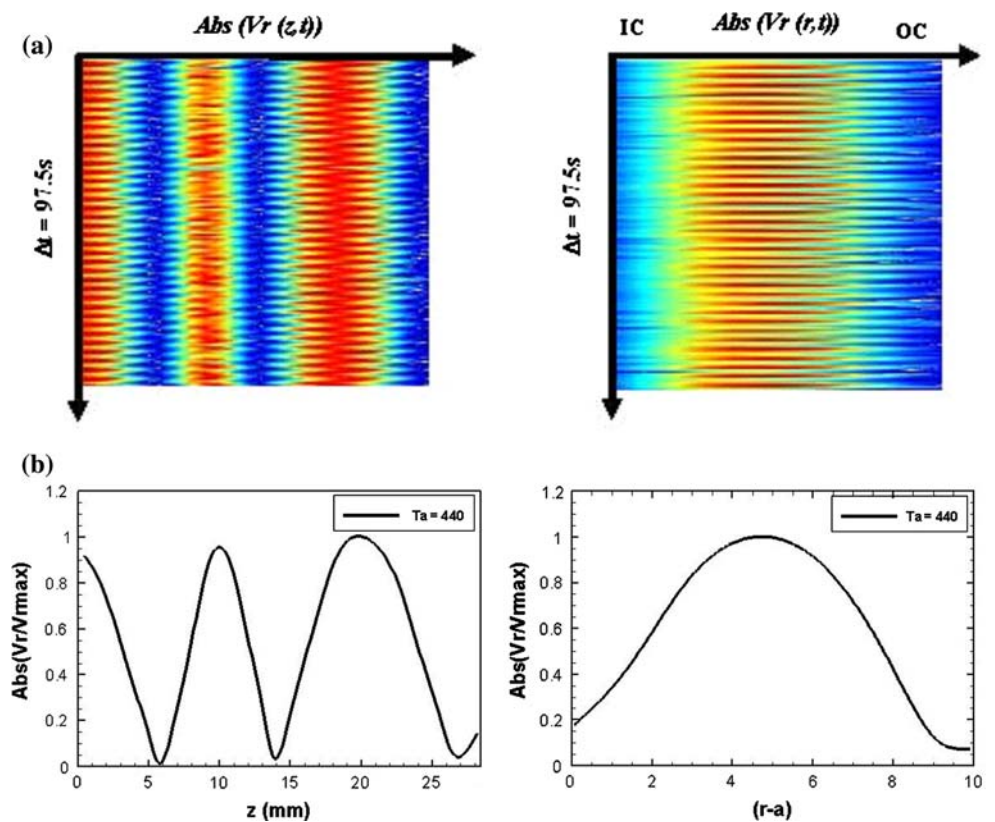 (a)
Abs (Vr (z,t))
Δt = 97.5s
IC
Abs (Vr (r,t))
OC
Δt = 97.5s
(b)
1.2
1
0.8
0.6
0.4
0.2
0
Abs(Vr/Vrmax)
Ta = 440
0 5 10 15 20 25
z (mm)
1.2
1
0.8
0.6
0.4
0.2
0
Abs(Vr/Vrmax)
Ta = 440
0 2 4 6 8 10
(r-a)